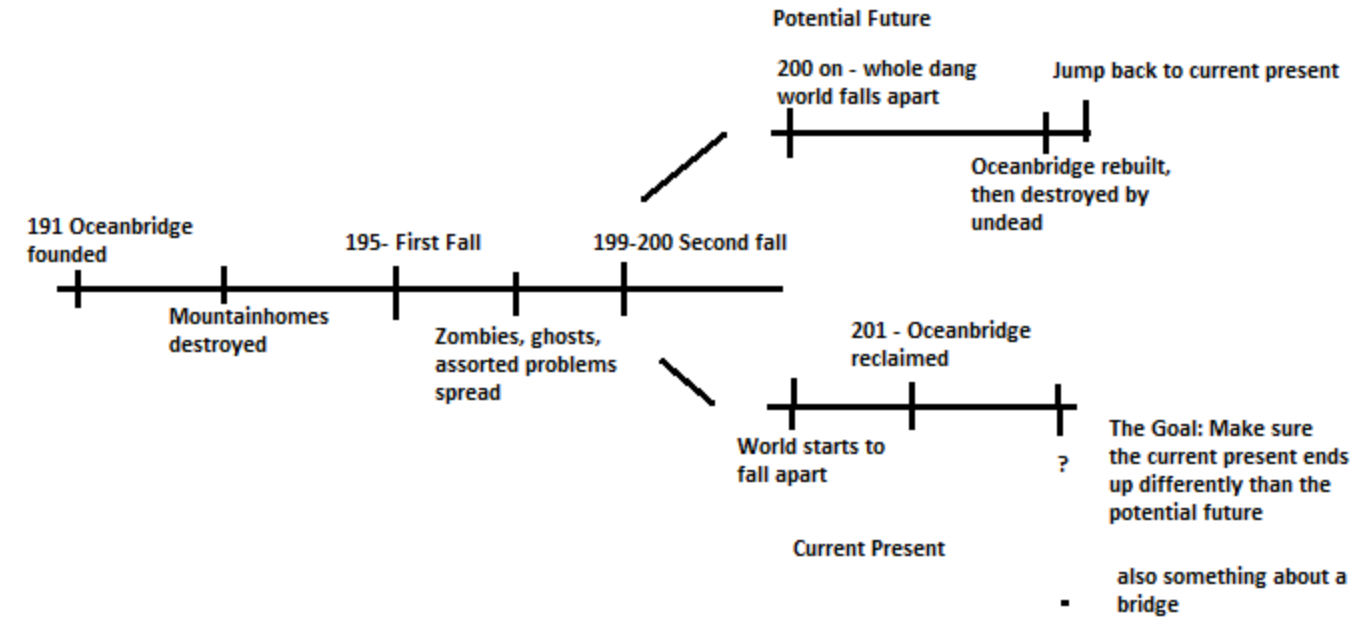 Potential Future
200 on - whole dang
world falls apart
Jump back to current present
Oceanbridge rebuilt,
then destroyed by
undead
191 Oceanbridge
founded
Mountainhomes
destroyed
195- First Fall
Zombies, ghosts,
assorted problems
spread
199-200 Second fall
World starts to
fall apart
201 - Oceanbridge
reclaimed
?
The Goal: Make sure
the current present ends
up differently than the
potential future
Current Present
also something about a
bridge